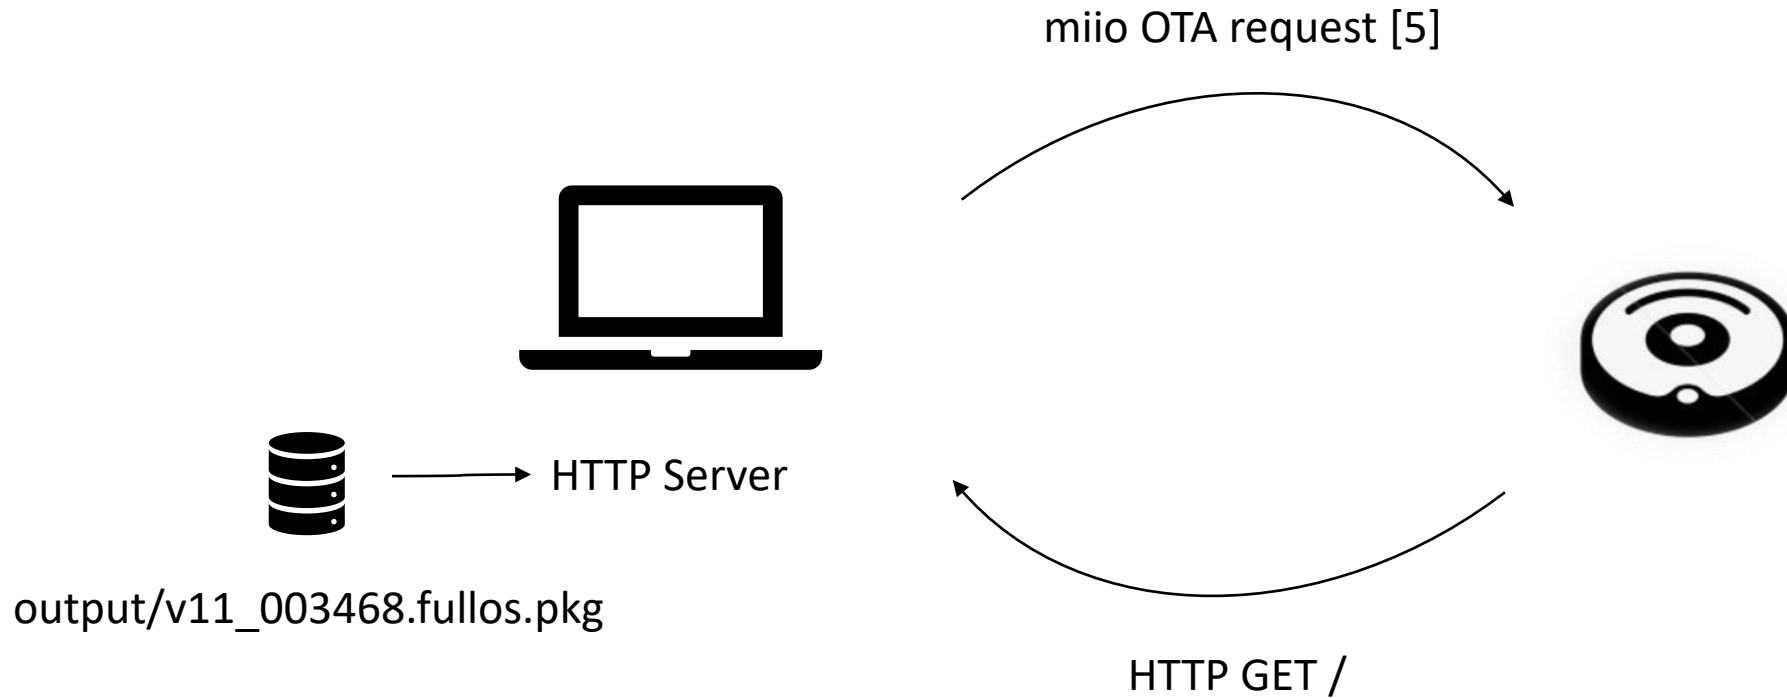 miio OTA request [5]
HTTP Server
output/v11_003468.fullos.pkg
HTTP GET /